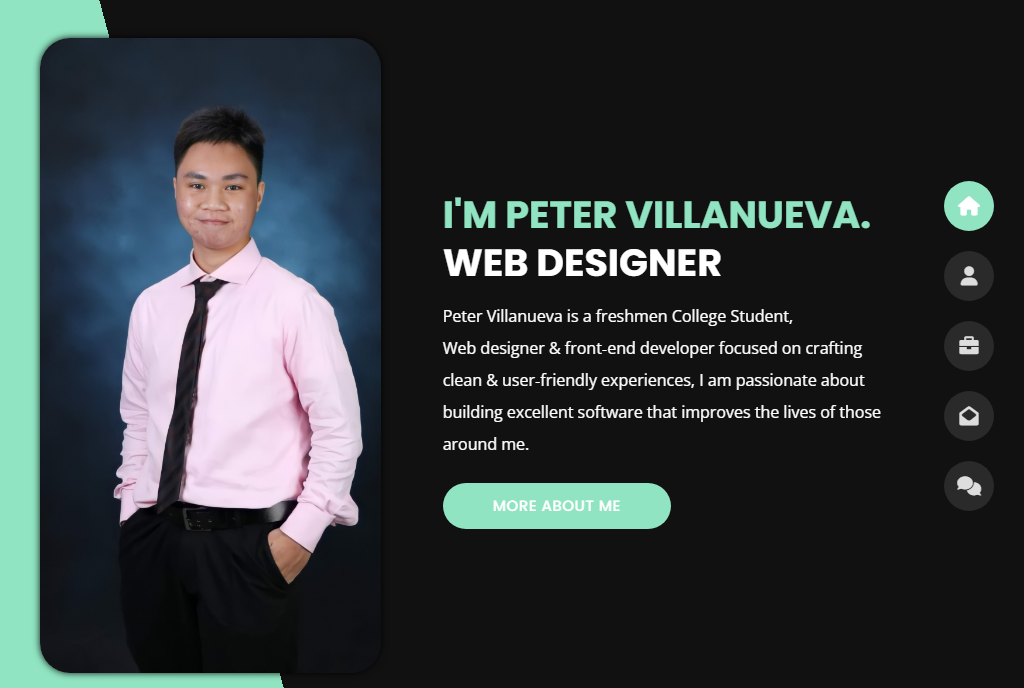 I'M PETER VILLANUEVA.
WEB DESIGNER
Peter Villanueva is a freshmen College Student,
Web designer & front-end developer focused on crafting
clean & user-friendly experiences, I am passionate about
building excellent software that improves the lives of those
around me.
MORE ABOUT ME